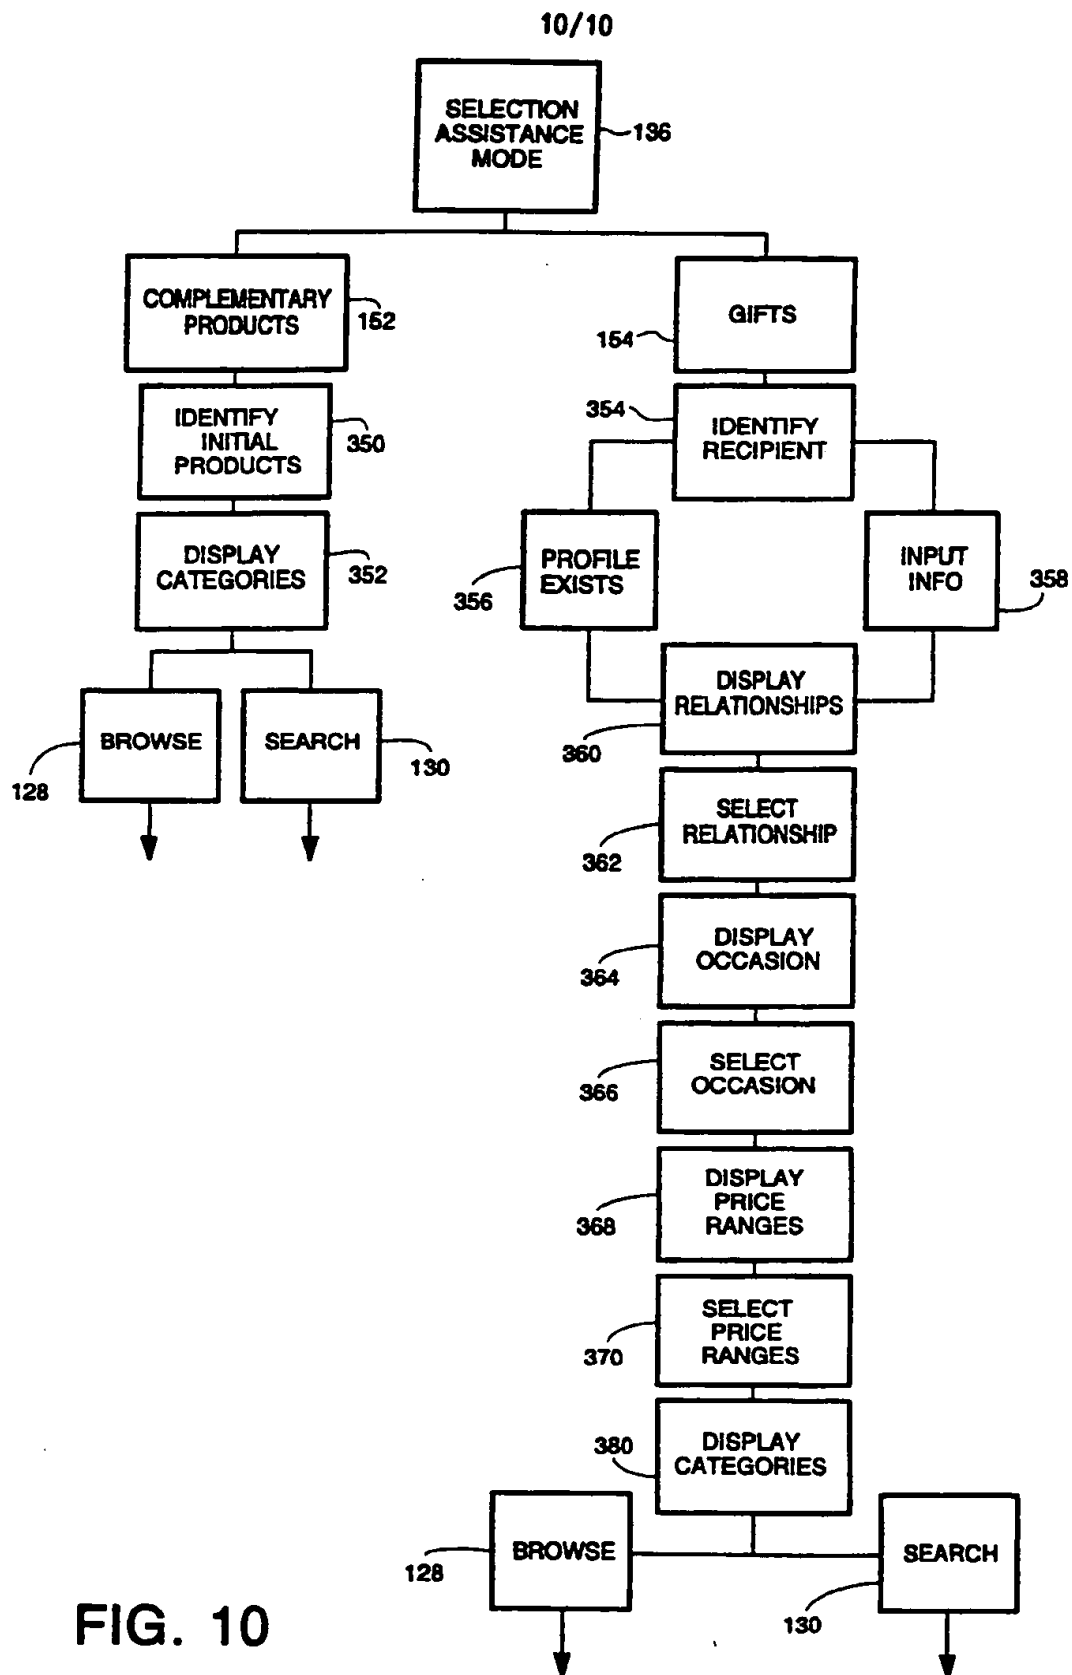 10/10
SELECTION
ASSISTANCE
MODE
136
COMPLEMENTARY
PRODUCTS
152
GIFTS
154
IDENTIFY
INITIAL
PRODUCTS
350
354
IDENTIFY
RECIPIENT
DISPLAY
CATEGORIES
352
PROFILE
EXISTS
356
INPUT
INFO
358
BROWSE
128
SEARCH
130
DISPLAY
RELATIONSHIPS
360
SELECT
RELATIONSHIP
362
DISPLAY
OCCASION
364
SELECT
OCCASION
366
DISPLAY
PRICE
RANGES
368
SELECT
PRICE
RANGES
370
380
DISPLAY
CATEGORIES
BROWSE
128
SEARCH
130
FIG. 10